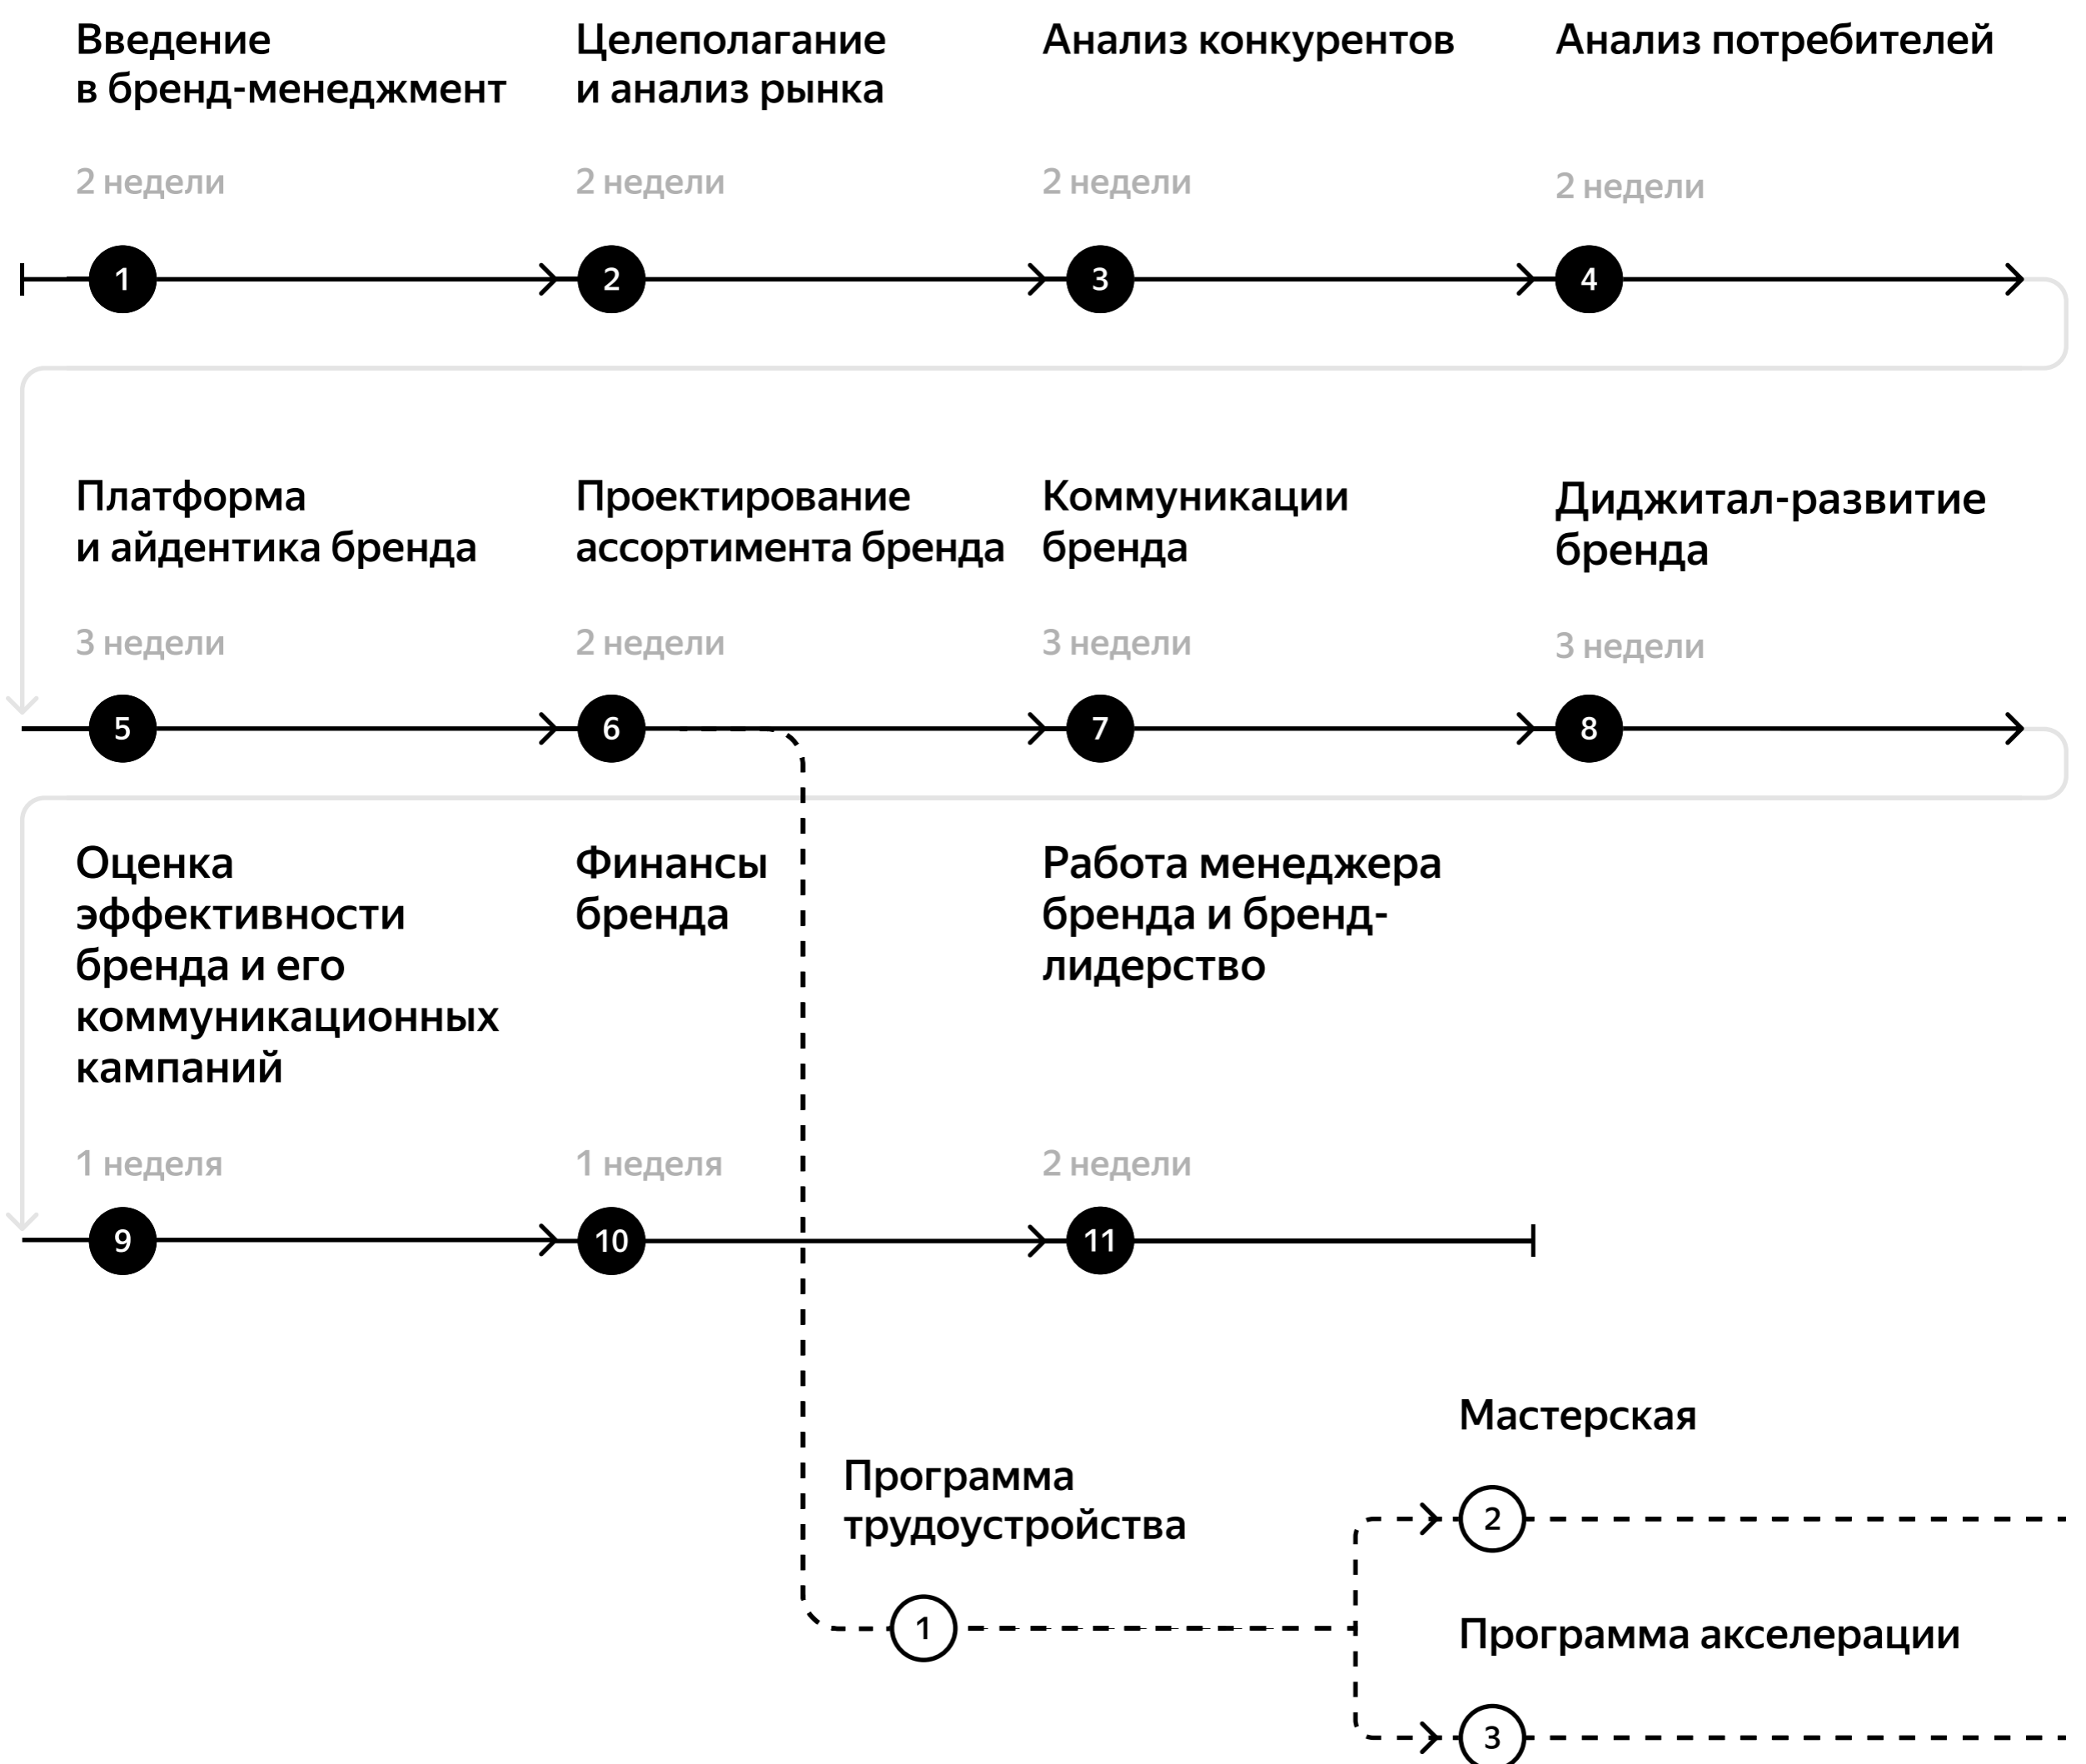 Введение
в бренд-менеджмент
2 недели
1
Целеполагание
и анализ рынка
2 недели
2
Анализ конкурентов
2 недели
3
Анализ потребителей
2 недели
4
Платформа
и айдентика бренда
3 недели
5
Проектирование
ассортимента бренда
2 недели
6
Коммуникации
бренда
3 недели
7
Диджитал-развитие
бренда
3 недели
8
Оценка
эффективности
бренда и его
коммуникационных
кампаний
1 неделя
9
Финансы
бренда
1 неделя
10
Работа менеджера
бренда и бренд-
лидерство
2 недели
11
Программа
трудоустройства
1
Мастерская
2
Программа акселерации
3